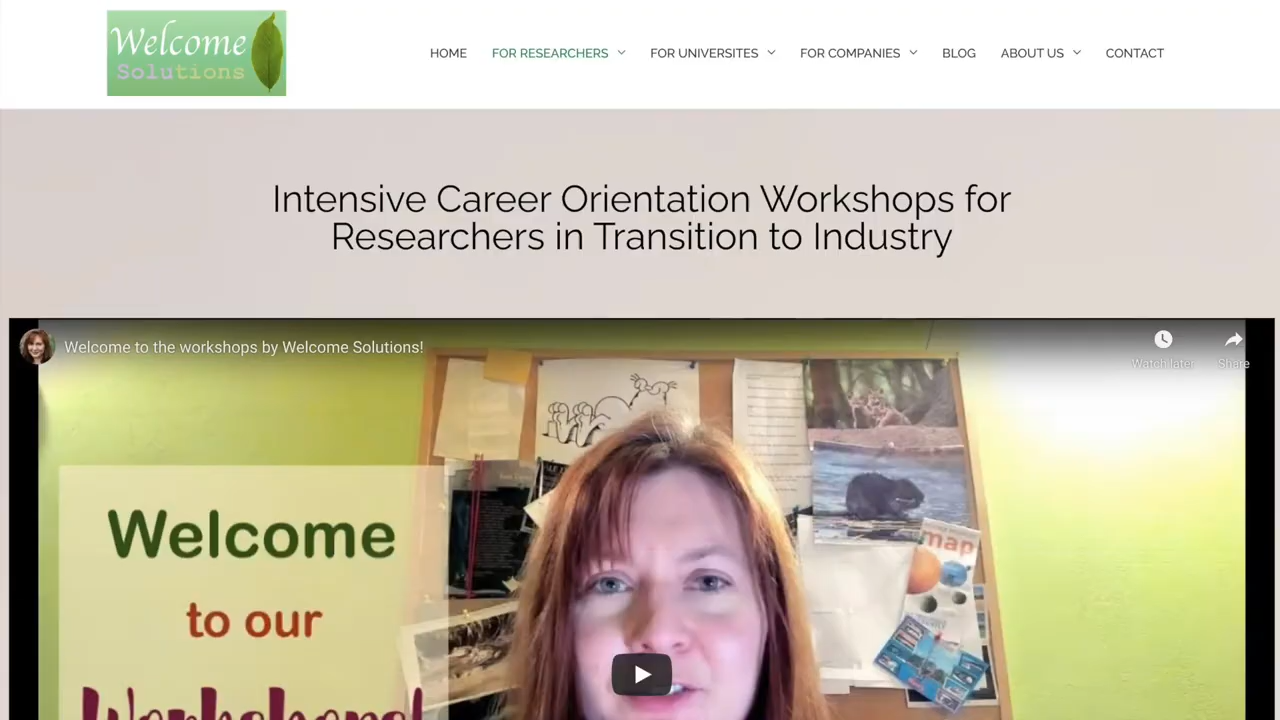 Welcome
Solutions
HOME
FOR RESEARCHERS
FOR UNIVERSITES
FOR COMPANIES
BLOG
ABOUT US
CONTACT
Intensive Career Orientation Workshops for
Researchers in Transition to Industry
Welcome to the workshops by Welcome Solutions!
Watch later
Share
Welcome
to our
Workshops!
map